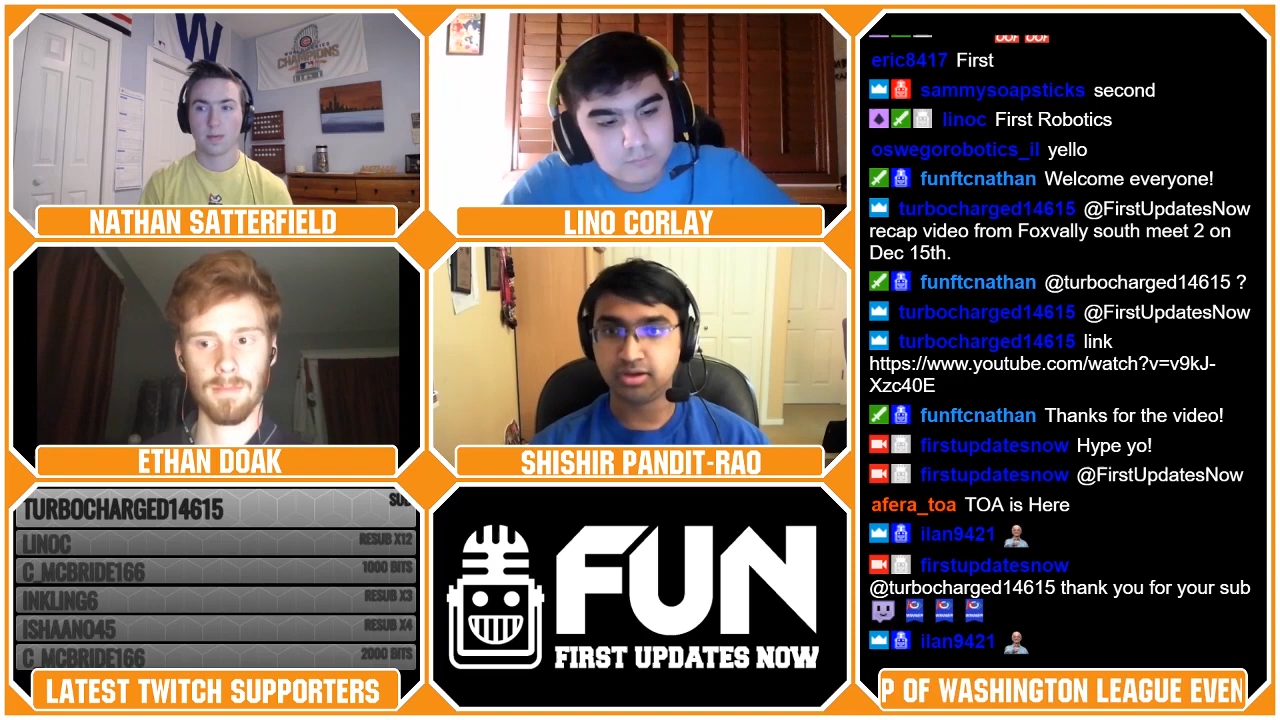 W
CHAMPIONS
NATHAN SATTERFIELD
LINO CORLAY
ETHAN DOAK
SHISHIR PANDIT-RAO
TURBOCHARGED14615 SUB
LINOC RESUB X12
C_MCBRIDE166 1000 BITS
INKLING6 RESUB X3
ISHAAN045 RESUB X4
C_MCBRIDE166 2000 BITS
LATEST TWITCH SUPPORTERS
FUN
FIRST UPDATES NOW
eric8417 First
sammysoapsticks second
linoc First Robotics
oswegorobotics_il yello
funftcnathan Welcome everyone!
turbocharged14615 @FirstUpdatesNow
recap video from Foxvally south meet 2 on
Dec 15th.
funftcnathan @turbocharged14615 ?
turbocharged14615 @FirstUpdatesNow
turbocharged14615 link
https://www.youtube.com/watch?v=v9kJ-
Xzc40E
funftcnathan Thanks for the video!
firstupdatesnow Hype yo!
firstupdatesnow @FirstUpdatesNow
afera_toa TOA is Here
ilan9421
firstupdatesnow
@turbocharged14615 thank you for your sub
ilan9421
P OF WASHINGTON LEAGUE EVEN